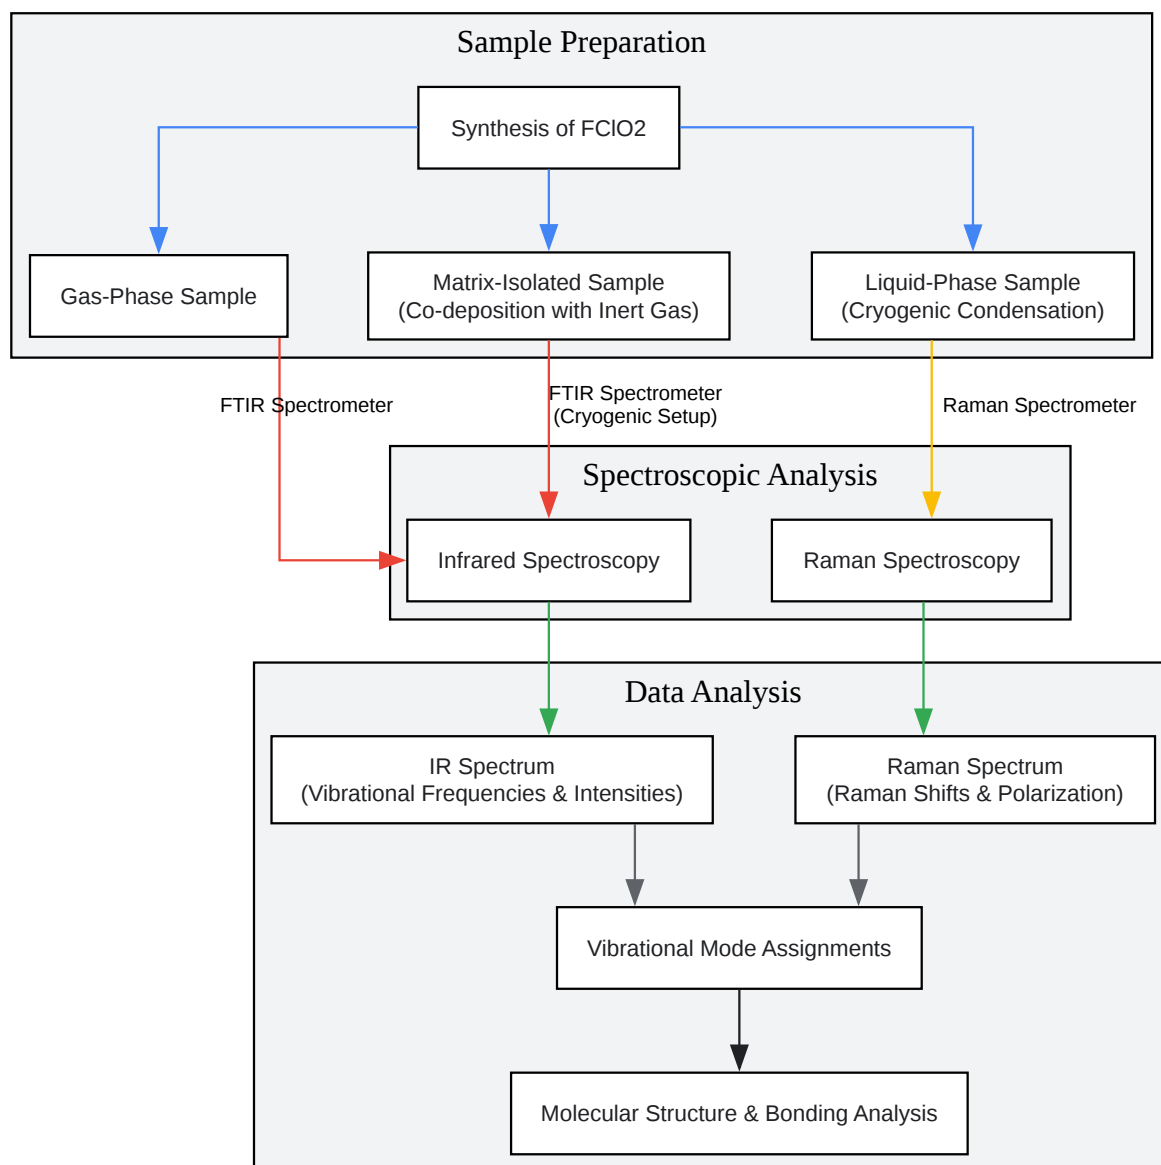 Sample Preparation
Synthesis of FClO2
Gas-Phase Sample
Matrix-Isolated Sample
(Co-deposition with Inert Gas)
Liquid-Phase Sample
(Cryogenic Condensation)
FTIR Spectrometer
FTIR Spectrometer
(Cryogenic Setup)
Raman Spectrometer
Spectroscopic Analysis
Infrared Spectroscopy
Raman Spectroscopy
Data Analysis
IR Spectrum
(Vibrational Frequencies & Intensities)
Raman Spectrum
(Raman Shifts & Polarization)
Vibrational Mode Assignments
Molecular Structure & Bonding Analysis